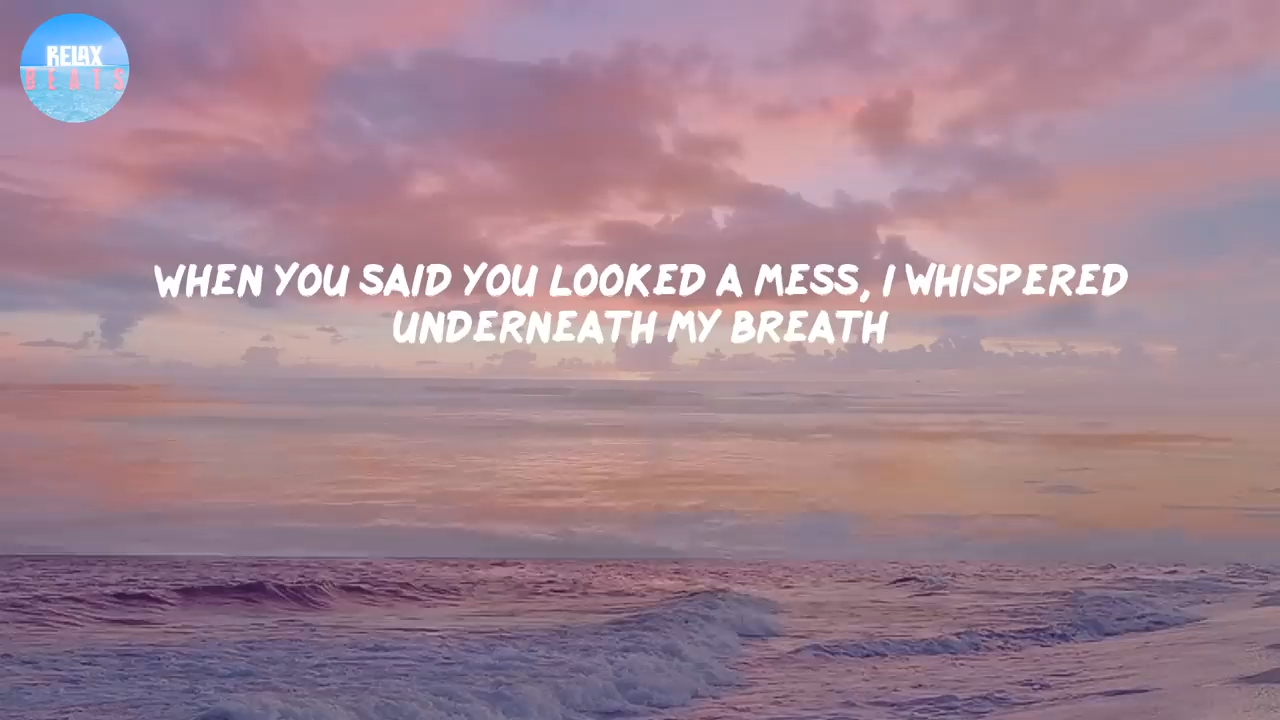 RELAX
BEATS
WHEN YOU SAID YOU LOOKED A MESS, I WHISPERED
UNDERNEATH MY BREATH